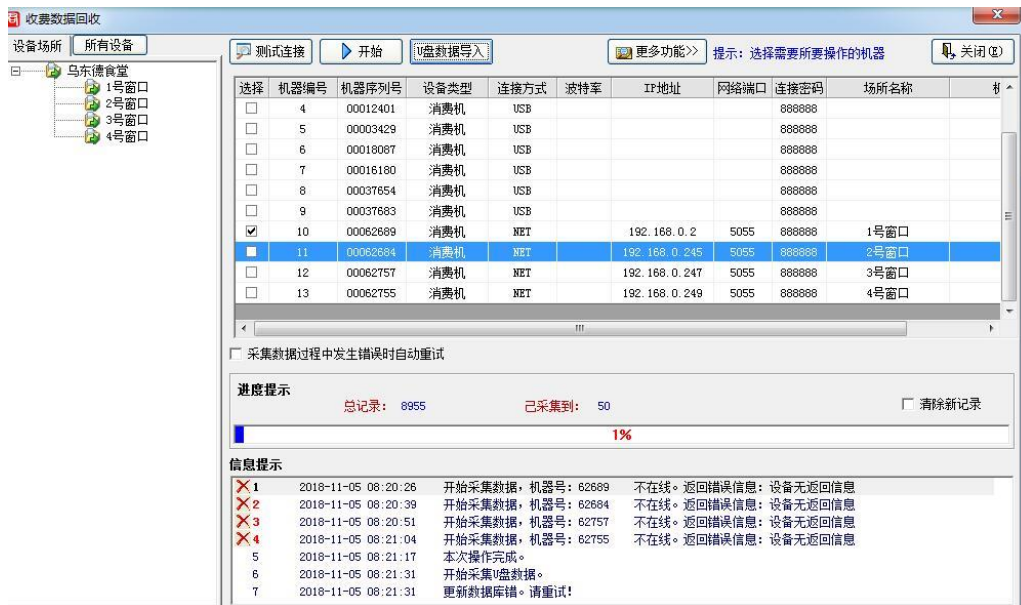 收费数据回收
设备场所 所有设备 测试连接 开始 U盘数据导入 更多功能>> 提示：选择需要所要操作的机器 关闭(E)
乌东德食堂
1号窗口
2号窗口
3号窗口
4号窗口
选择 机器编号 机器序列号 设备类型 连接方式 波特率 IP地址 网络端口 连接密码 场所名称
4 00012401 消费机 USB 888888
5 00003429 消费机 USB 888888
6 00018087 消费机 USB 888888
7 00016180 消费机 USB 888888
8 00037654 消费机 USB 888888
9 00037683 消费机 USB 888888
10 00062689 消费机 NET 192.168.0.2 5055 888888 1号窗口
11 00062684 消费机 NET 192.168.0.245 5055 888888 2号窗口
12 00062757 消费机 NET 192.168.0.247 5055 888888 3号窗口
13 00062755 消费机 NET 192.168.0.249 5055 888888 4号窗口
采集数据过程中发生错误时自动重试
进度提示
总记录： 8955 已采集到： 50 清除新记录
1%
信息提示
1 2018-11-05 08:20:26 开始采集数据，机器号：62689 不在线。返回错误信息：设备无返回信息
2 2018-11-05 08:20:39 开始采集数据，机器号：62684 不在线。返回错误信息：设备无返回信息
3 2018-11-05 08:20:51 开始采集数据，机器号：62757 不在线。返回错误信息：设备无返回信息
4 2018-11-05 08:21:04 开始采集数据，机器号：62755 不在线。返回错误信息：设备无返回信息
5 2018-11-05 08:21:17 本次操作完成。
6 2018-11-05 08:21:31 开始采集U盘数据。
7 2018-11-05 08:21:31 更新数据库错。请重试!